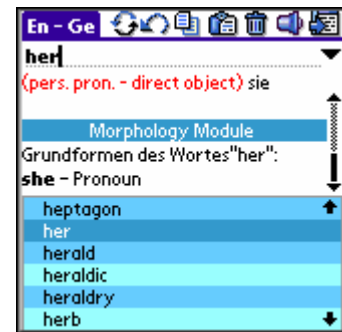 En - Ge
her
(pers. pron. - direct object) sie
Morphology Module
Grundformen des Wortes"her":
she - Pronoun
heptagon
her
herald
heraldic
heraldry
herb